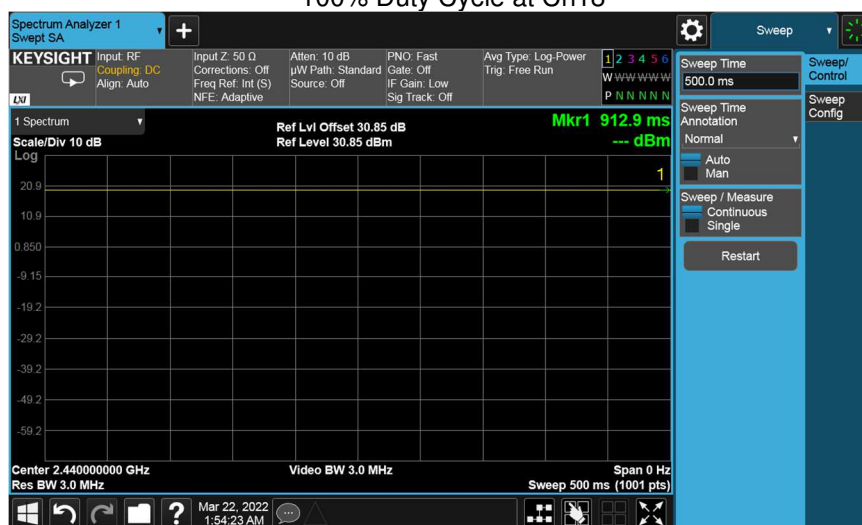 100% Duty Cycle at Ch18
Spectrum Analyzer 1
Swept SA
+
Sweep
KEYSIGHT
Input: RF
Coupling: DC
Align: Auto
Input Z: 50 Ω
Corrections: Off
Freq Ref: Int (S)
NFE: Adaptive
Atten: 10 dB
µW Path: Standard
Source: Off
PNO: Fast
Gate: Off
IF Gain: Low
Sig Track: Off
Avg Type: Log-Power
Trig: Free Run
1 2 3 4 5 6
W W W W W W
P N N N N N
LXI
Sweep Time
500.0 ms
Sweep Time
Annotation
Normal
Auto
Man
Sweep / Measure
Continuous
Single
Restart
Sweep/
Control
Sweep
Config
1 Spectrum
Scale/Div 10 dB
Log
Ref Lvl Offset 30.85 dB
Ref Level 30.85 dBm
Mkr1 912.9 ms
--- dBm
1
20.9
10.9
0.850
-9.15
-19.2
-29.2
-39.2
-49.2
-59.2
Center 2.440000000 GHz
Res BW 3.0 MHz
Video BW 3.0 MHz
Span 0 Hz
Sweep 500 ms (1001 pts)
?
Mar 22, 2022
1:54:23 AM